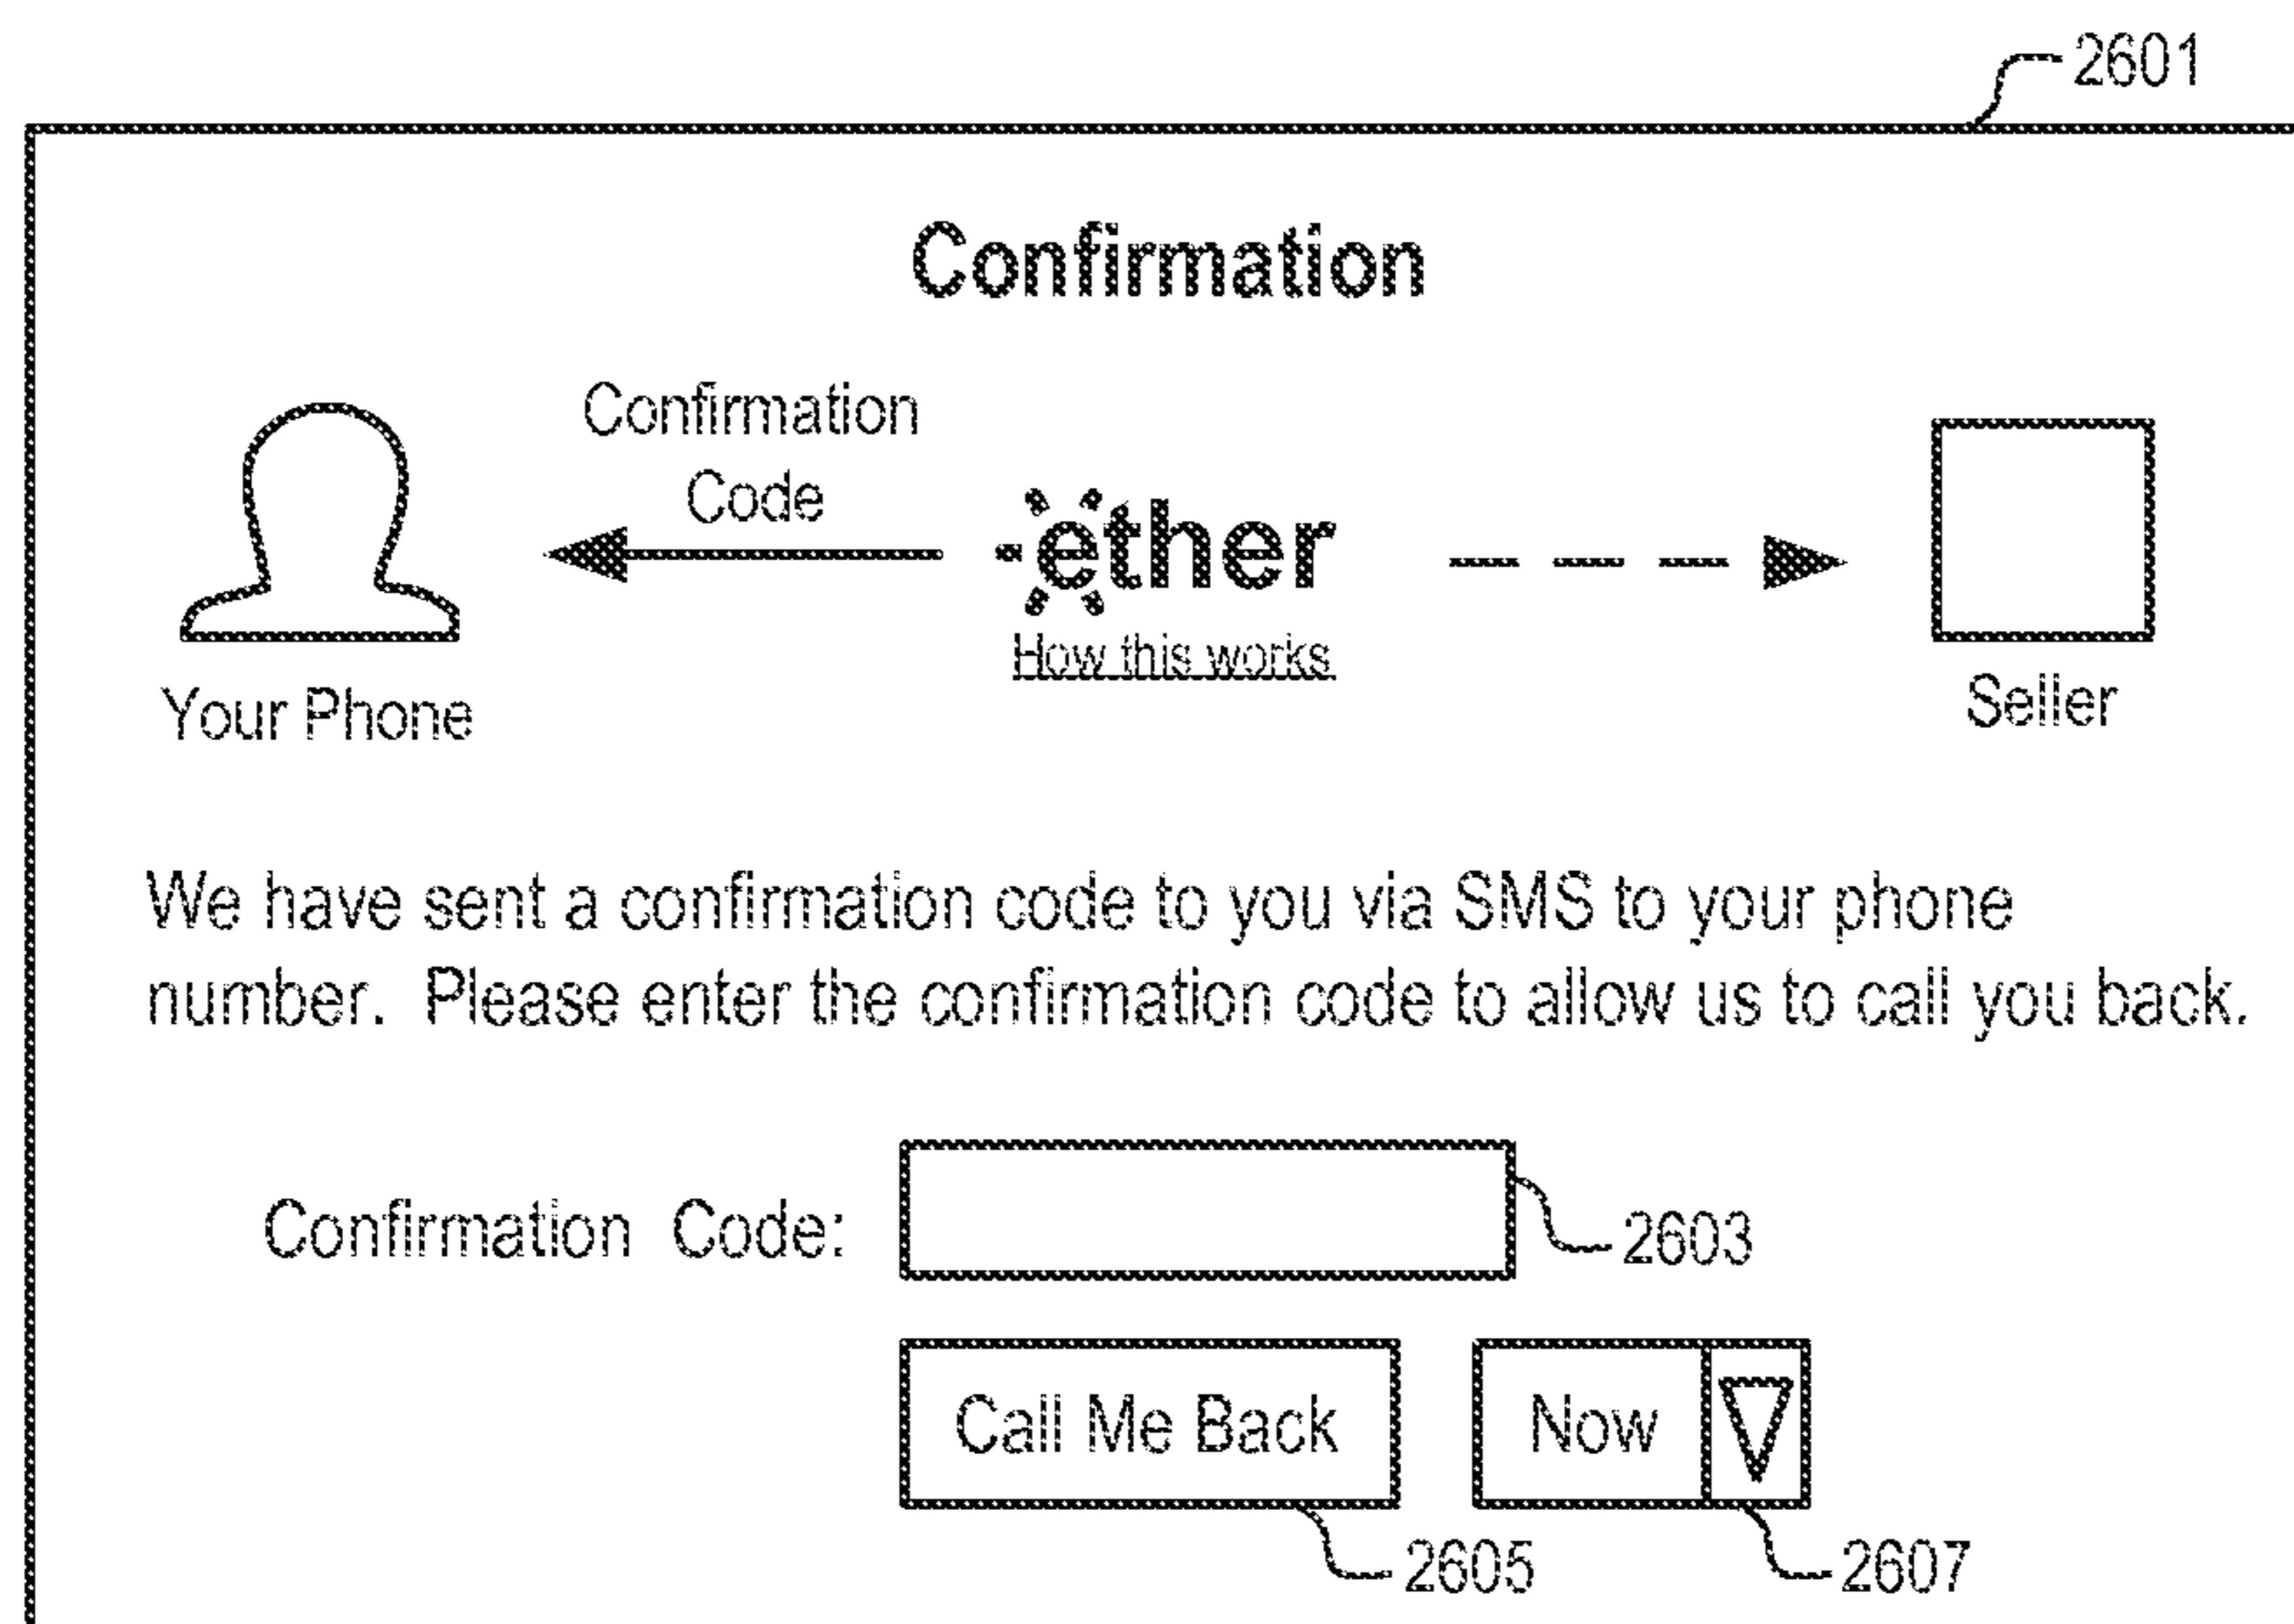 2601
Confirmation
Confirmation
Code
ether
How this works
Your Phone
Seller
We have sent a confirmation code to you via SMS to your phone
number. Please enter the confirmation code to allow us to call you back.
Confirmation Code:
2603
Call Me Back
Now
2605
2607